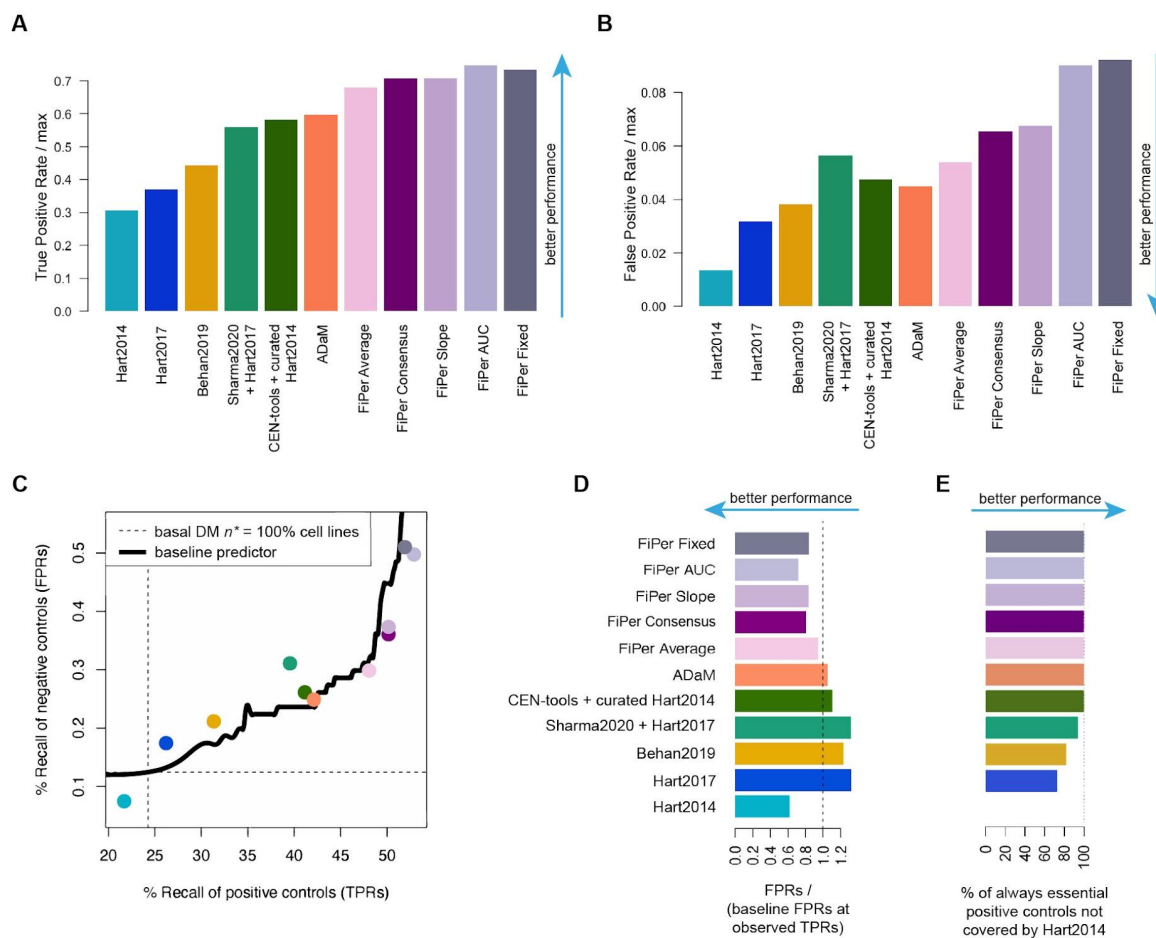 A
True Positive Rate / max
0.7
0.6
0.5
0.4
0.3
0.2
0.1
0.0
better performance
Hart2014
Hart2017
Behan2019
Sharma2020
+ Hart2017
CEN-tools + curated
Hart2014
ADaM
FiPer Average
FiPer Consensus
FiPer Slope
FiPer AUC
FiPer Fixed
B
False Positive Rate / max
0.08
0.06
0.04
0.02
0.00
better performance
Hart2014
Hart2017
Behan2019
Sharma2020
+ Hart2017
CEN-tools + curated
Hart2014
ADaM
FiPer Average
FiPer Consensus
FiPer Slope
FiPer AUC
FiPer Fixed
C
basal DM n* = 100% cell lines
baseline predictor
% Recall of negative controls (FPRs)
0.5
0.4
0.3
0.2
0.1
20 25 30 35 40 45 50
% Recall of positive controls (TPRs)
D
better performance
FiPer Fixed
FiPer AUC
FiPer Slope
FiPer Consensus
FiPer Average
ADaM
CEN-tools + curated Hart2014
Sharma2020 + Hart2017
Behan2019
Hart2017
Hart2014
0.0 0.2 0.4 0.6 0.8 1.0 1.2
FPRs /
(baseline FPRs at
observed TPRs)
E
better performance
0 20 40 60 80 100
% of always essential
positive controls not
covered by Hart2014